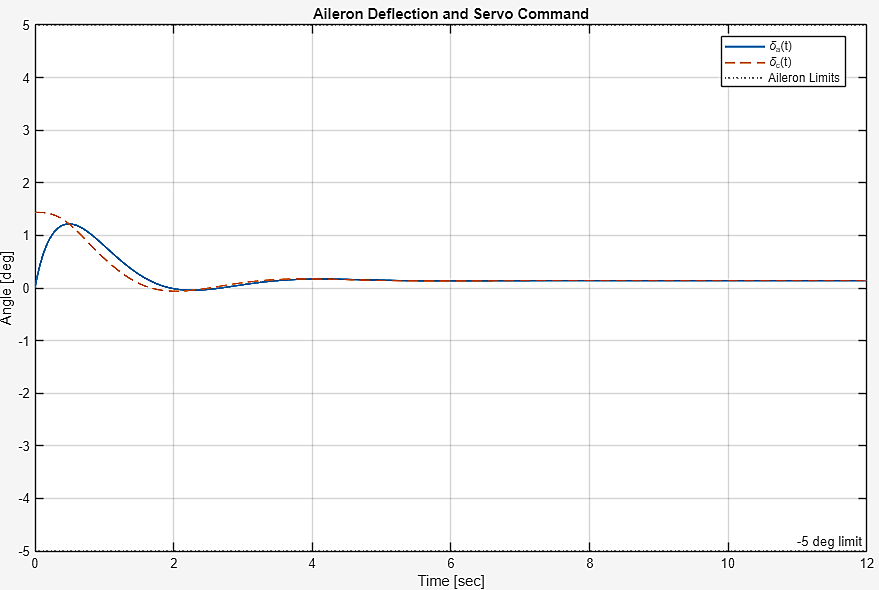 Aileron Deflection and Servo Command
δₐ(t)
δ꜀(t)
Aileron Limits
5
4
3
2
1
0
-1
-2
-3
-4
-5
Angle [deg]
-5 deg limit
0 2 4 6 8 10 12
Time [sec]